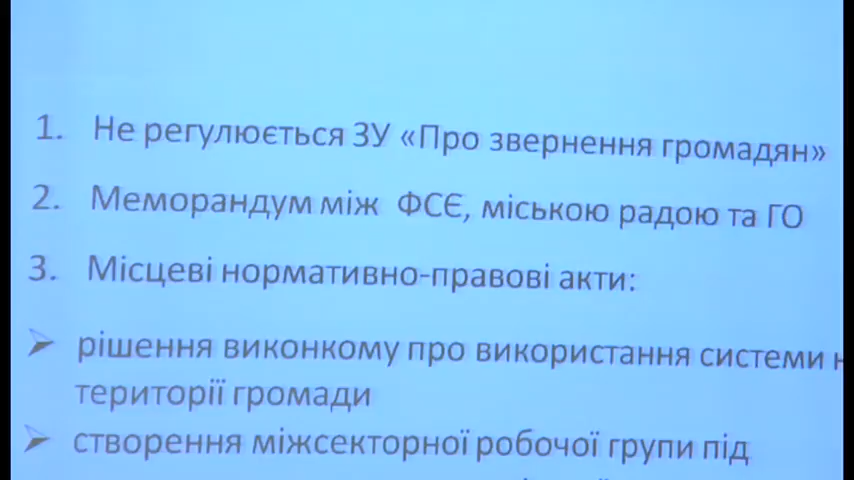 1. Не регулюється ЗУ «Про звернення громадян»
2. Меморандум між ФСЄ, міською радою та ГО
3. Місцеві нормативно-правові акти:
➢ рішення виконкому про використання системи
території громади
➢ створення міжсекторної робочої групи під